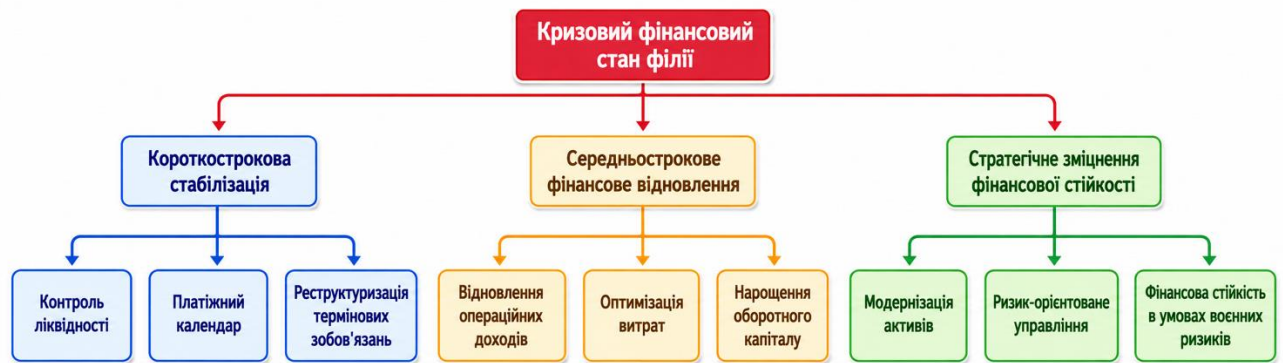 Кризовий фінансовий
стан філії
Короткострокова
стабілізація
Середньострокове
фінансове відновлення
Стратегічне зміцнення
фінансової стійкості
Контроль
ліквідності
Платіжний
календар
Реструктуризація
термінових
зобов'язань
Відновлення
операційних
доходів
Оптимізація
витрат
Нарощення
оборотного
капіталу
Модернізація
активів
Ризик-орієнтоване
управління
Фінансова стійкість
в умовах воєнних
ризиків